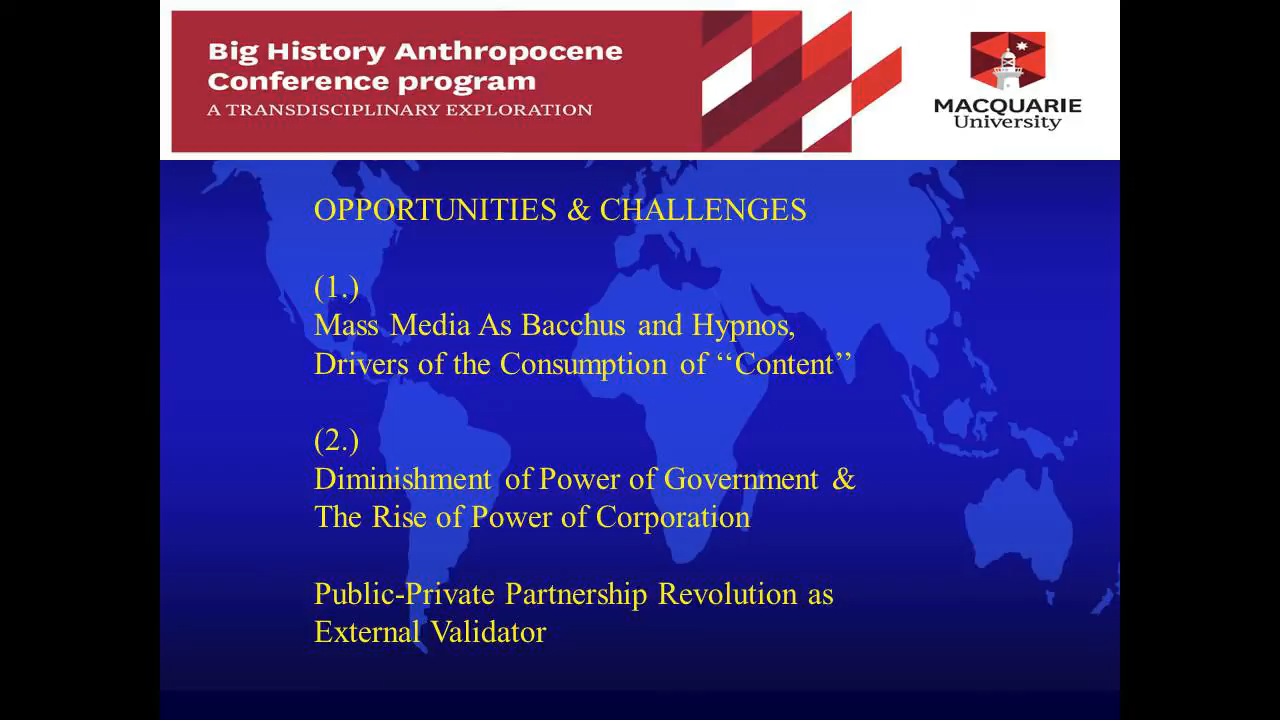 Big History Anthropocene
Conference program
A TRANSDISCIPLINARY EXPLORATION
MACQUARIE
University
OPPORTUNITIES & CHALLENGES
(1.)
Mass Media As Bacchus and Hypnos,
Drivers of the Consumption of ‘‘Content’’
(2.)
Diminishment of Power of Government &
The Rise of Power of Corporation
Public-Private Partnership Revolution as
External Validator